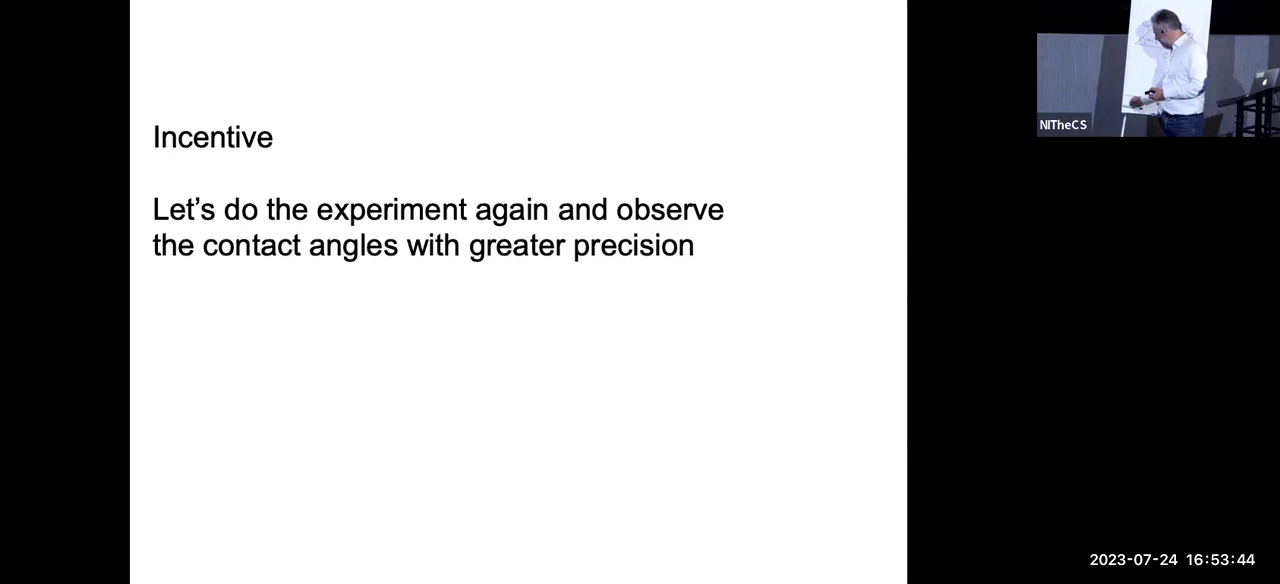 Incentive
Let’s do the experiment again and observe
the contact angles with greater precision
NITheCS
2023-07-24 16:53:44